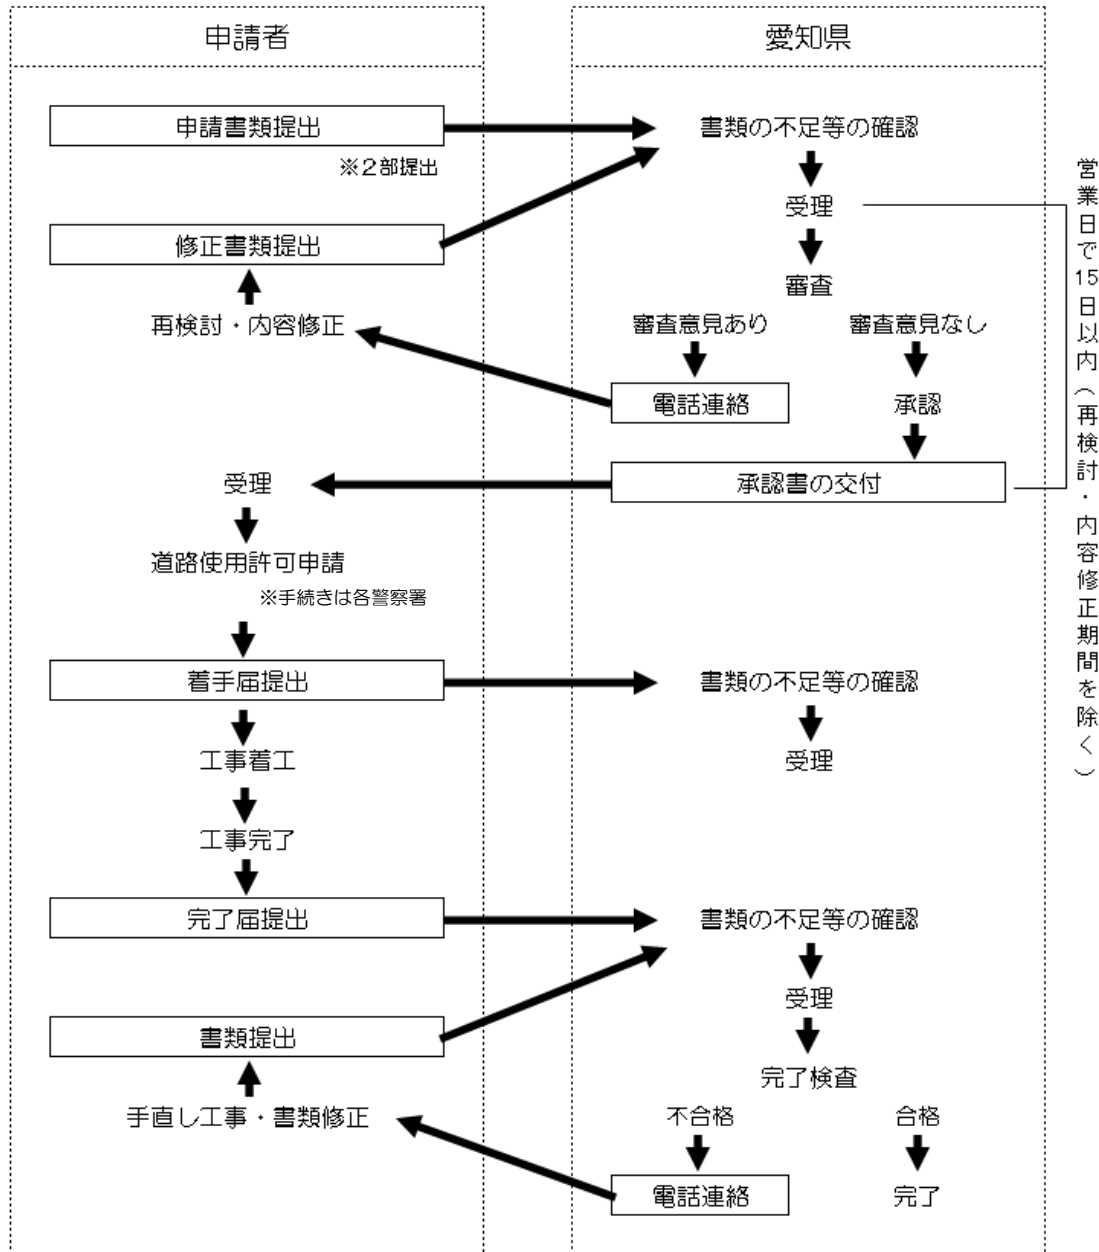 申請者
愛知県
申請書類提出
書類の不足等の確認
※２部提出
受理
修正書類提出
審査
再検討・内容修正
審査意見あり
審査意見なし
電話連絡
承認
受理
承認書の交付
営業日で15日以内（再検討・内容修正期間を除く）
道路使用許可申請
※手続きは各警察署
着手届提出
書類の不足等の確認
工事着工
受理
工事完了
完了届提出
書類の不足等の確認
受理
書類提出
完了検査
手直し工事・書類修正
不合格
合格
電話連絡
完了